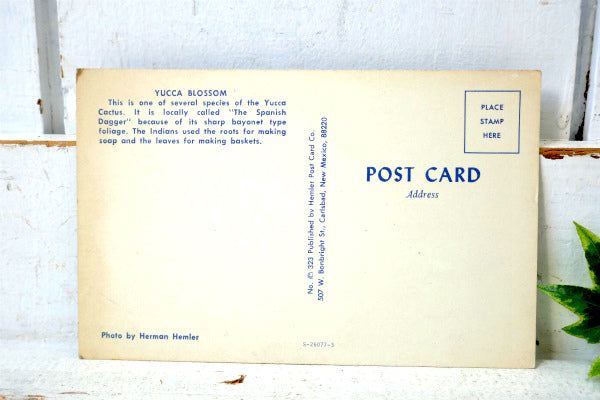 YUCCA BLOSSOM
This is one of several species of the Yucca
Cactus. It is locally called "The Spanish
Dagger" because of its sharp bayonet type
foliage. The Indians used the roots for making
soap and the leaves for making baskets.
Photo by Herman Hemler
No. 323 Published by Hemler Post Card Co.
507 W. Bonbright St., Carlsbad, New Mexico, 88220
S-26077-3
PLACE
STAMP
HERE
POST CARD
Address